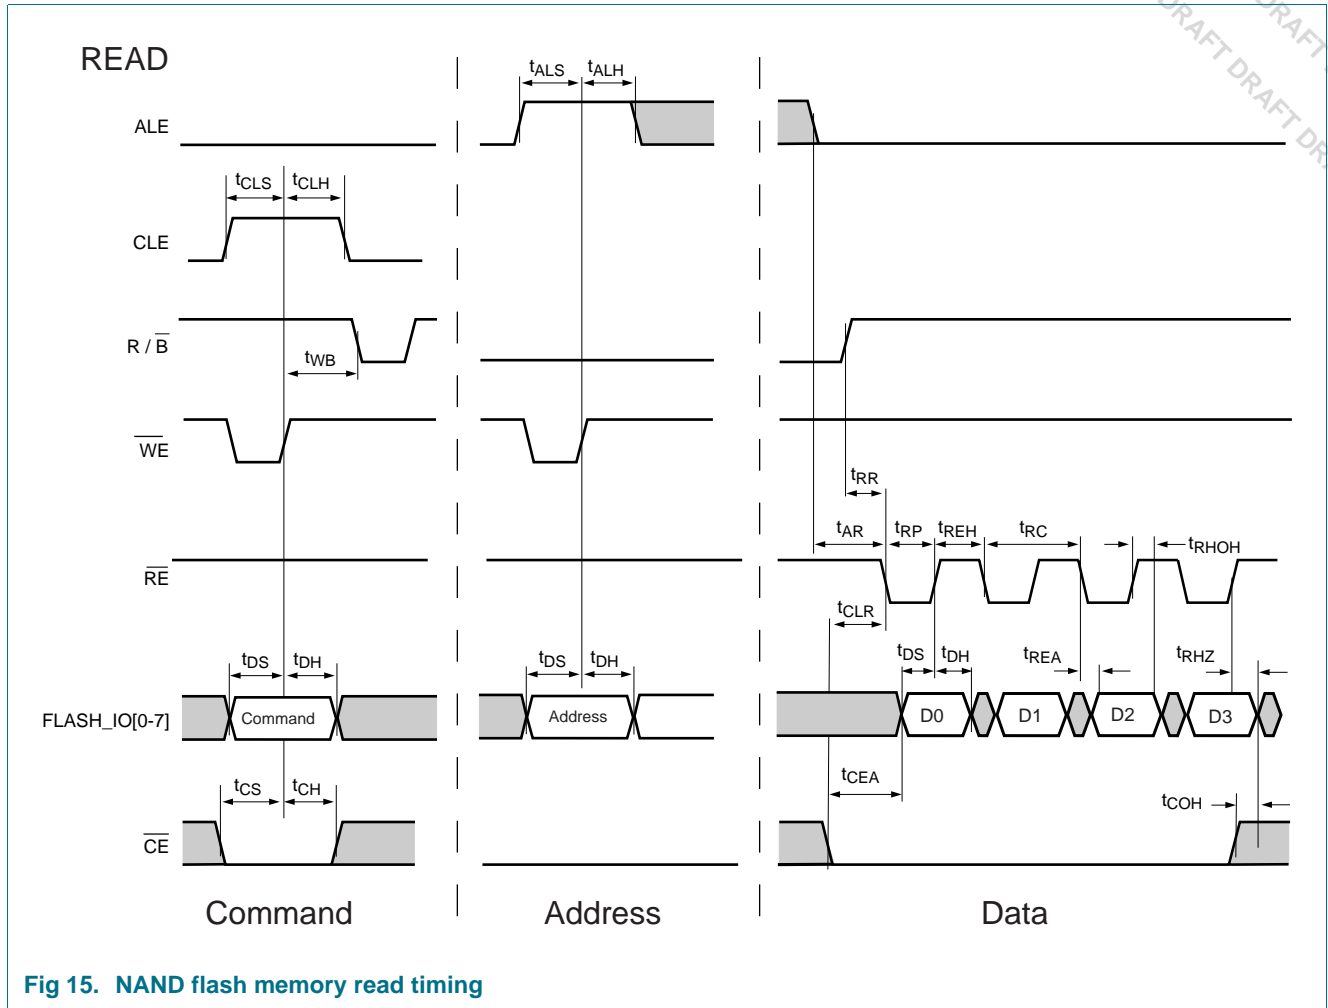 DRAFT DRAFT DRAFT
DRAFT
READ
tALS tALH
ALE
tCLS tCLH
CLE
R / B
tWB
WE
tRR
tAR tRP tREH tRC tRHOH
RE
tCLR
tDS tDH
tDS tDH
tDS tDH
tREA
tRHZ
FLASH_IO[0-7]
Command
Address
D0 D1 D2 D3
tCS tCH
tCEA
tCOH
CE
Command Address Data
Fig 15. NAND flash memory read timing